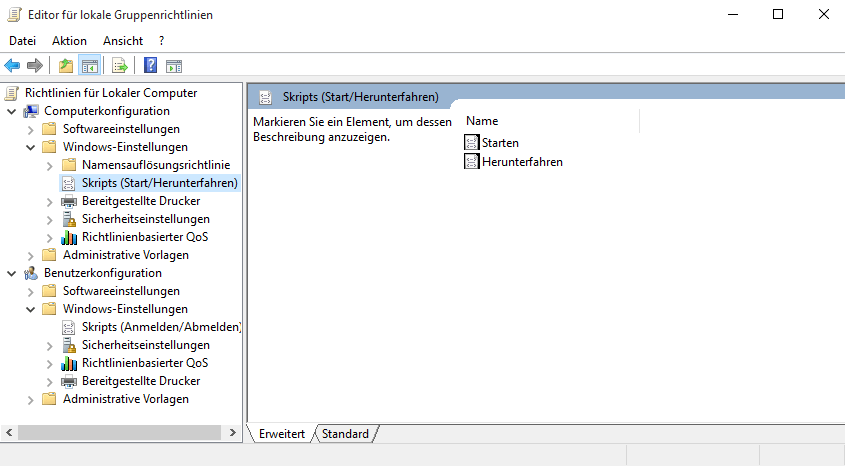 Editor für lokale Gruppenrichtlinien
Datei Aktion Ansicht ?
Richtlinien für Lokaler Computer
Computerkonfiguration
Softwareeinstellungen
Windows-Einstellungen
Namensauflösungsrichtlinie
Skripts (Start/Herunterfahren)
Bereitgestellte Drucker
Sicherheitseinstellungen
Richtlinienbasierter QoS
Administrative Vorlagen
Benutzerkonfiguration
Softwareeinstellungen
Windows-Einstellungen
Skripts (Anmelden/Abmelden)
Sicherheitseinstellungen
Richtlinienbasierter QoS
Bereitgestellte Drucker
Administrative Vorlagen
Skripts (Start/Herunterfahren)
Markieren Sie ein Element, um dessen
Beschreibung anzuzeigen.
Name
Starten
Herunterfahren
Erweitert Standard